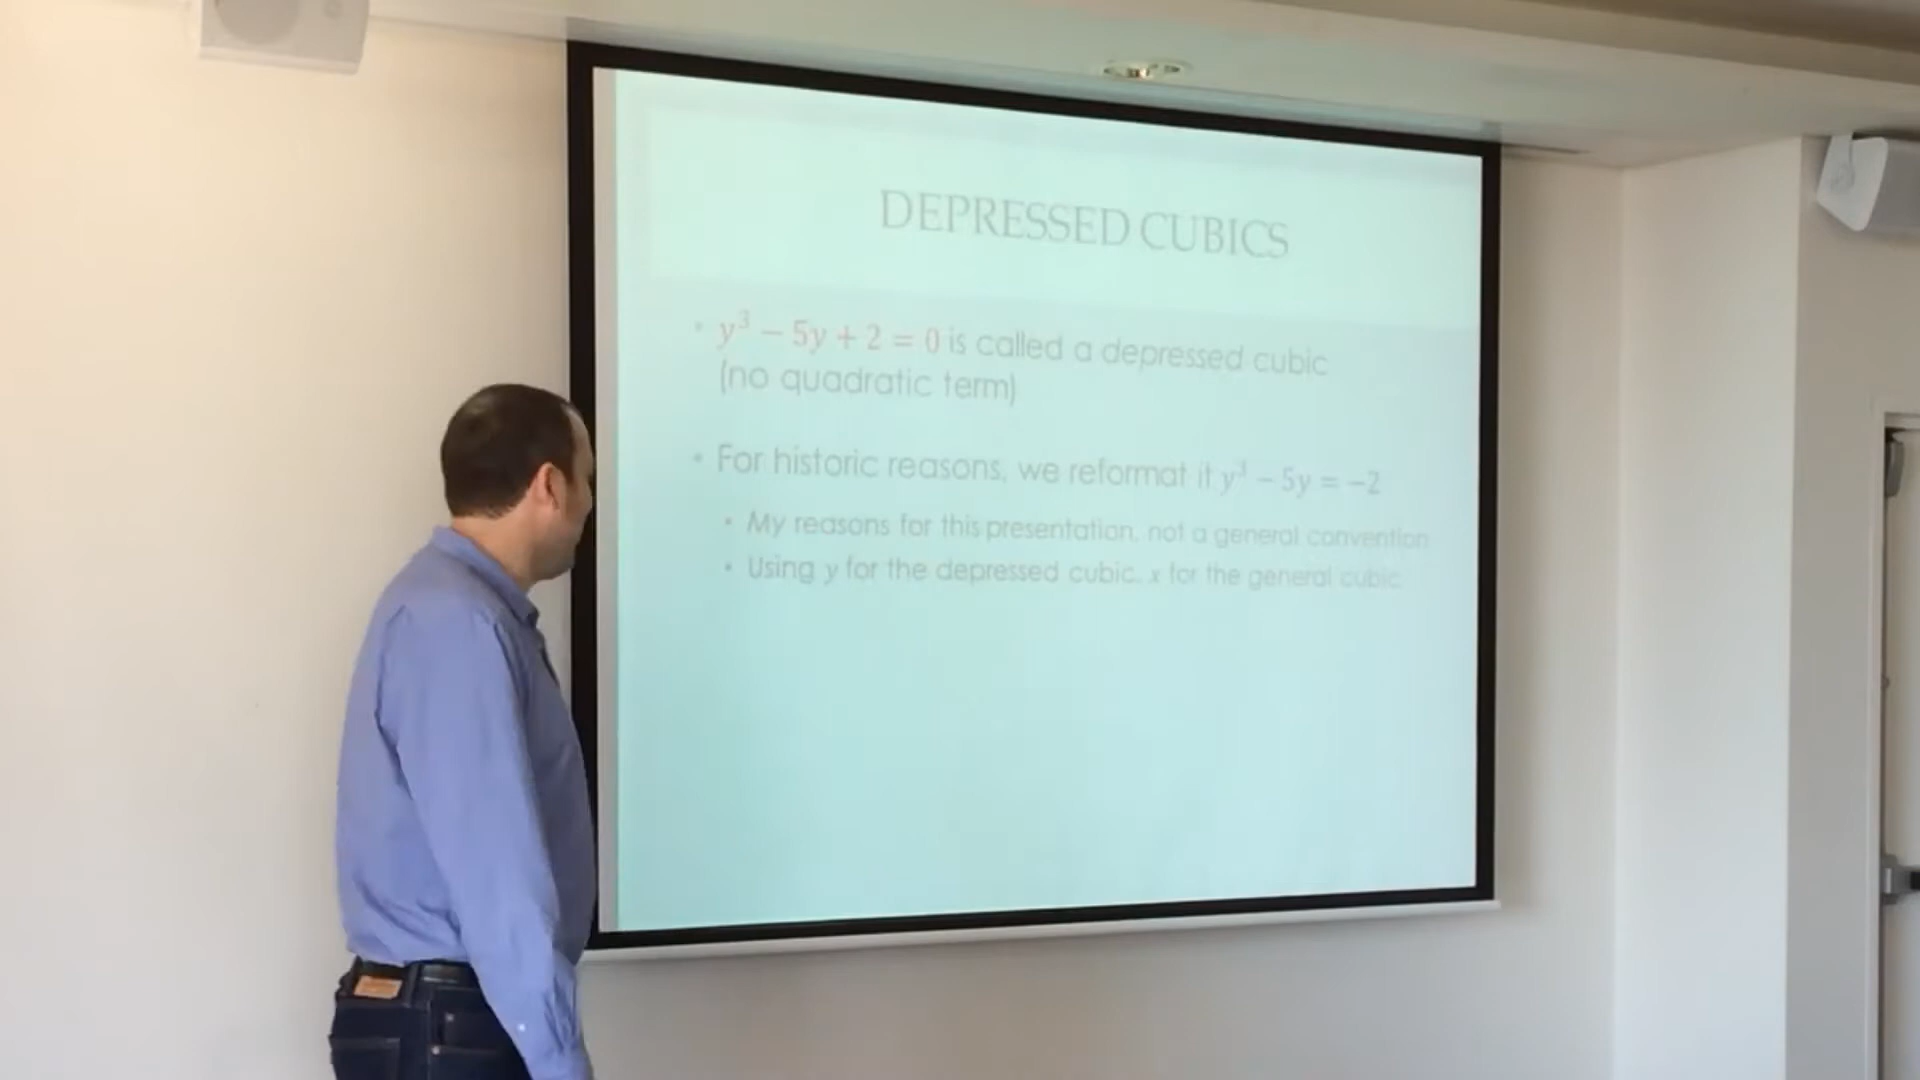 DEPRESSED CUBICS
• y³ – 5y + 2 = 0 is called a depressed cubic
(no quadratic term)
• For historic reasons, we reformat it y³ – 5y = –2
• My reasons for this presentation, not a general convention
• Using y for the depressed cubic, x for the general cubic